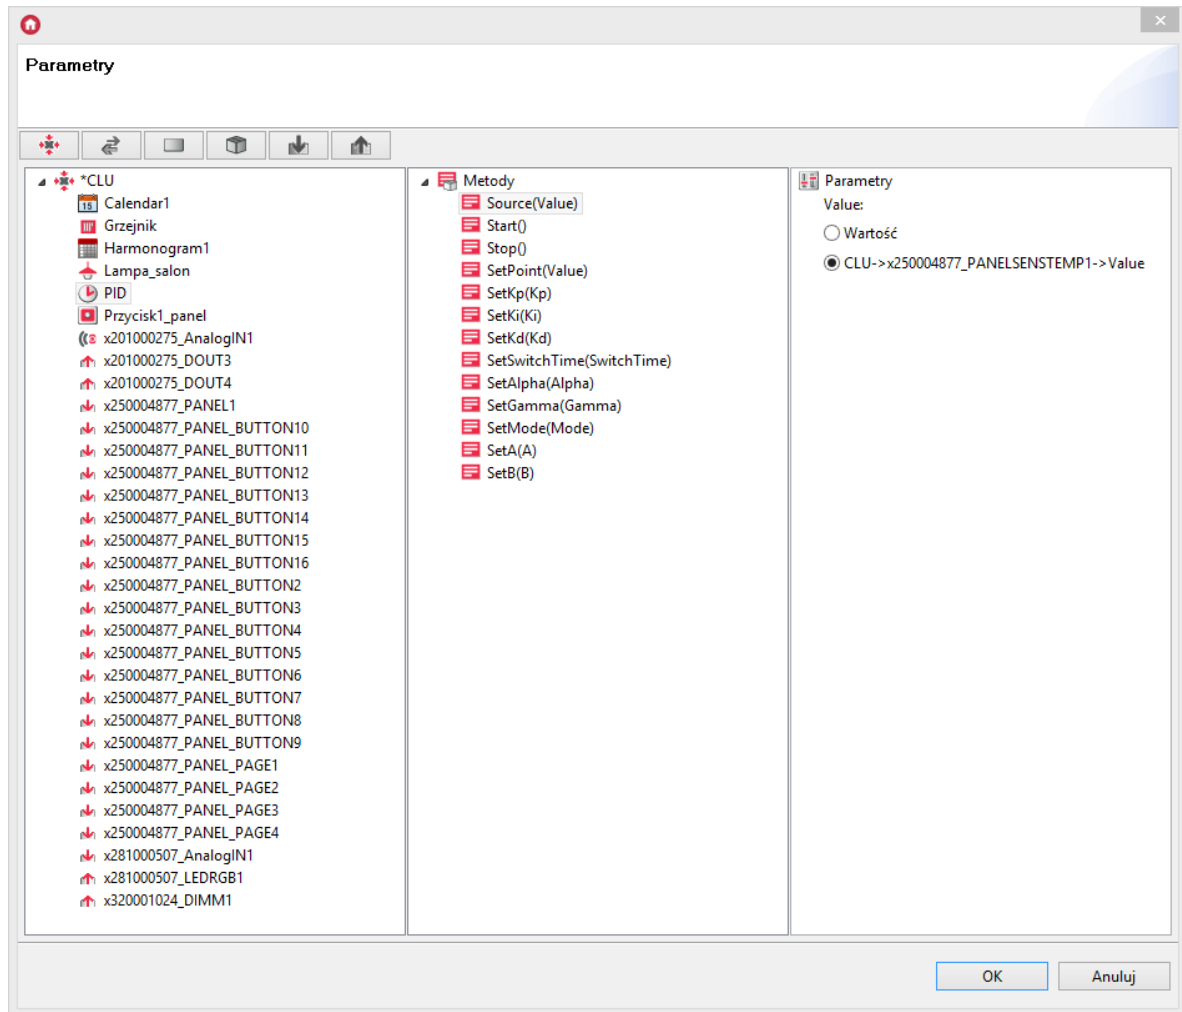 Parametry
*CLU
15 Calendar1
Grzejnik
Harmonogram1
Lampa_salon
PID
Przycisk1_panel
x201000275_AnalogIN1
x201000275_DOUT3
x201000275_DOUT4
x250004877_PANEL1
x250004877_PANEL_BUTTON10
x250004877_PANEL_BUTTON11
x250004877_PANEL_BUTTON12
x250004877_PANEL_BUTTON13
x250004877_PANEL_BUTTON14
x250004877_PANEL_BUTTON15
x250004877_PANEL_BUTTON16
x250004877_PANEL_BUTTON2
x250004877_PANEL_BUTTON3
x250004877_PANEL_BUTTON4
x250004877_PANEL_BUTTON5
x250004877_PANEL_BUTTON6
x250004877_PANEL_BUTTON7
x250004877_PANEL_BUTTON8
x250004877_PANEL_BUTTON9
x250004877_PANEL_PAGE1
x250004877_PANEL_PAGE2
x250004877_PANEL_PAGE3
x250004877_PANEL_PAGE4
x281000507_AnalogIN1
x281000507_LEDRGB1
x320001024_DIMM1
Metody
Source(Value)
Start()
Stop()
SetPoint(Value)
SetKp(Kp)
SetKi(Ki)
SetKd(Kd)
SetSwitchTime(SwitchTime)
SetAlpha(Alpha)
SetGamma(Gamma)
SetMode(Mode)
SetA(A)
SetB(B)
Parametry
Value:
Wartość
CLU->x250004877_PANELSENSTEMP1->Value
OK
Anuluj